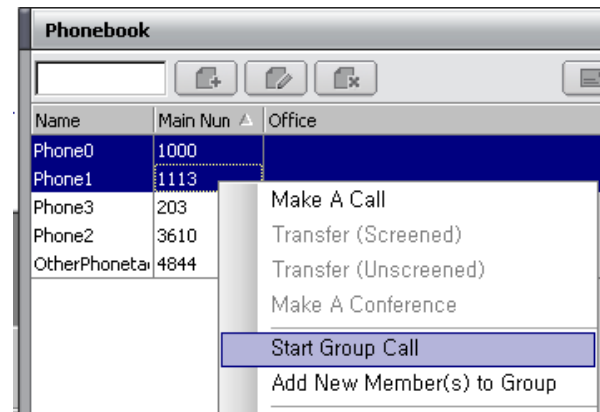 Phonebook
Name Main Nun Office
Phone0 1000
Phone1 1113
Phone3 203
Phone2 3610
OtherPhoneta 4844
Make A Call
Transfer (Screened)
Transfer (Unscreened)
Make A Conference
Start Group Call
Add New Member(s) to Group